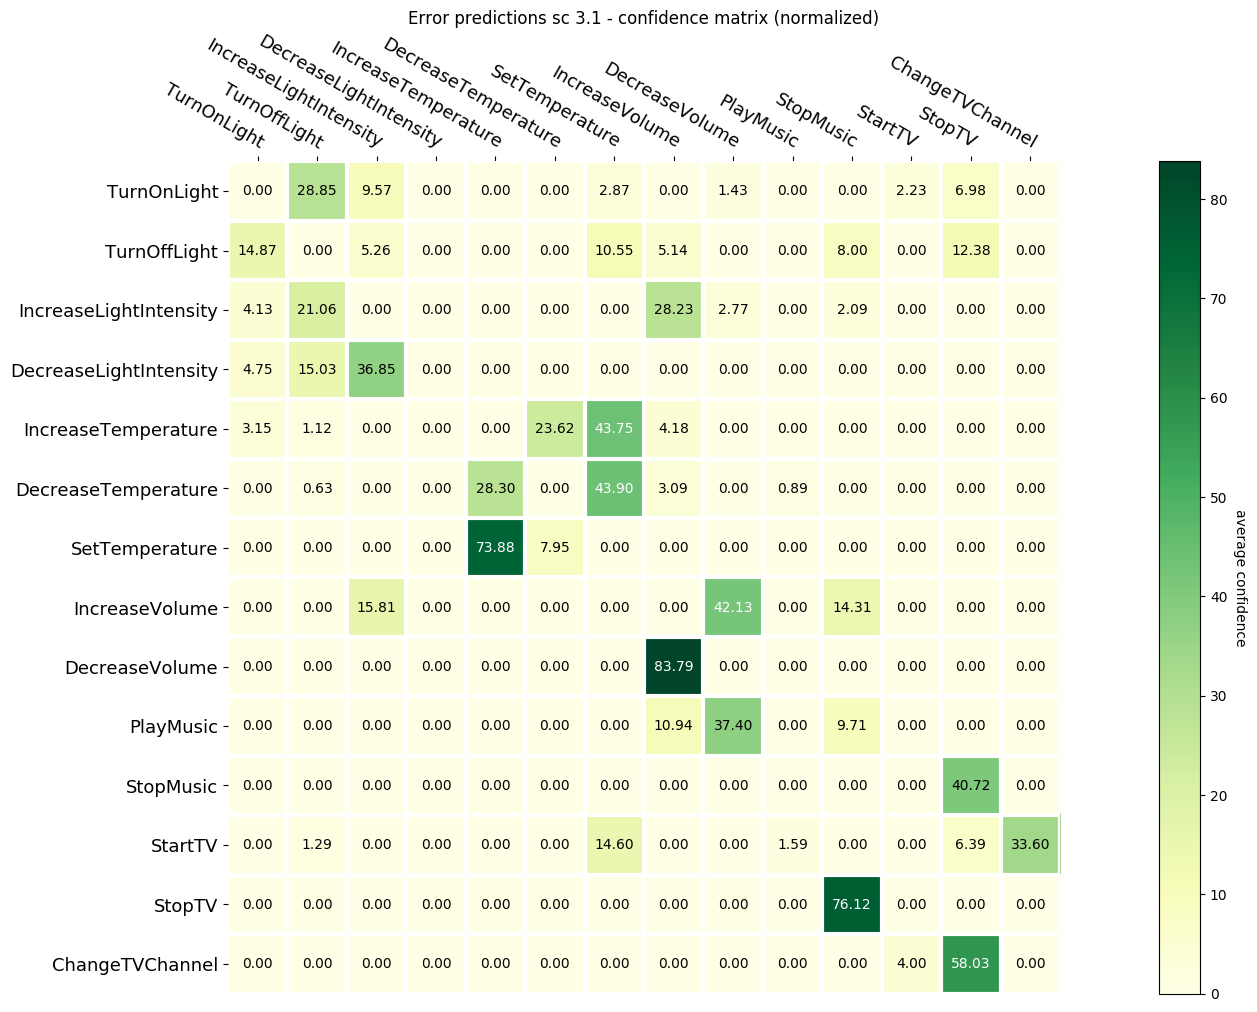 Error predictions sc 3.1 - confidence matrix (normalized)
TurnOnLight
TurnOffLight
IncreaseLightIntensity
DecreaseLightIntensity
IncreaseTemperature
DecreaseTemperature
SetTemperature
IncreaseVolume
DecreaseVolume
PlayMusic
StopMusic
StartTV
StopTV
ChangeTVChannel
TurnOnLight 0.00 28.85 9.57 0.00 0.00 0.00 2.87 0.00 1.43 0.00 0.00 2.23 6.98 0.00
TurnOffLight 14.87 0.00 5.26 0.00 0.00 0.00 10.55 5.14 0.00 0.00 8.00 0.00 12.38 0.00
IncreaseLightIntensity 4.13 21.06 0.00 0.00 0.00 0.00 0.00 28.23 2.77 0.00 2.09 0.00 0.00 0.00
DecreaseLightIntensity 4.75 15.03 36.85 0.00 0.00 0.00 0.00 0.00 0.00 0.00 0.00 0.00 0.00 0.00
IncreaseTemperature 3.15 1.12 0.00 0.00 0.00 23.62 43.75 4.18 0.00 0.00 0.00 0.00 0.00 0.00
DecreaseTemperature 0.00 0.63 0.00 0.00 28.30 0.00 43.90 3.09 0.00 0.89 0.00 0.00 0.00 0.00
SetTemperature 0.00 0.00 0.00 0.00 73.88 7.95 0.00 0.00 0.00 0.00 0.00 0.00 0.00 0.00
IncreaseVolume 0.00 0.00 15.81 0.00 0.00 0.00 0.00 0.00 42.13 0.00 14.31 0.00 0.00 0.00
DecreaseVolume 0.00 0.00 0.00 0.00 0.00 0.00 0.00 83.79 0.00 0.00 0.00 0.00 0.00 0.00
PlayMusic 0.00 0.00 0.00 0.00 0.00 0.00 0.00 10.94 37.40 0.00 9.71 0.00 0.00 0.00
StopMusic 0.00 0.00 0.00 0.00 0.00 0.00 0.00 0.00 0.00 0.00 0.00 0.00 40.72 0.00
StartTV 0.00 1.29 0.00 0.00 0.00 0.00 14.60 0.00 0.00 1.59 0.00 0.00 6.39 33.60
StopTV 0.00 0.00 0.00 0.00 0.00 0.00 0.00 0.00 0.00 0.00 76.12 0.00 0.00 0.00
ChangeTVChannel 0.00 0.00 0.00 0.00 0.00 0.00 0.00 0.00 0.00 0.00 0.00 4.00 58.03 0.00
80
70
60
50
40
30
20
10
0
average confidence